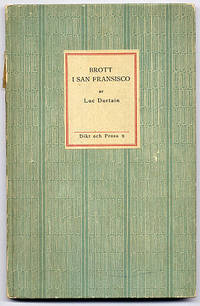 BROTT
I SAN FRANSISCO
AV
Luc Durtain
Dikt och Prosa 9